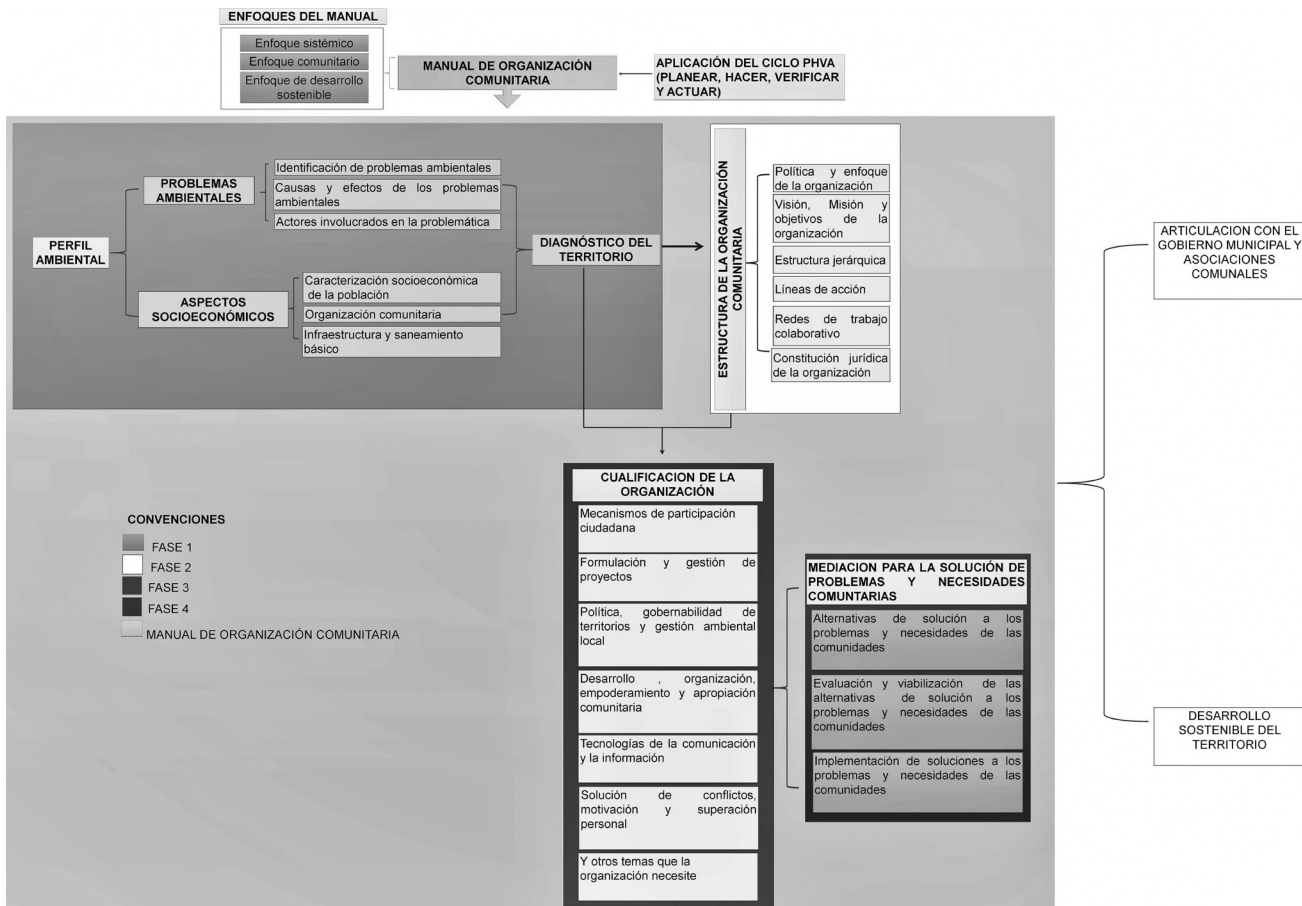 ENFOQUES DEL MANUAL
Enfoque sistémico
Enfoque comunitario
Enfoque de desarrollo
sostenible
MANUAL DE ORGANIZACIÓN
COMUNITARIA
APLICACIÓN DEL CICLO PHVA
(PLANEAR, HACER, VERIFICAR
Y ACTUAR)
PERFIL
AMBIENTAL
PROBLEMAS
AMBIENTALES
Identificación de problemas ambientales
Causas y efectos de los problemas
ambientales
Actores involucrados en la problemática
ASPECTOS
SOCIOECONÓMICOS
Caracterización socioeconómica
de la población
Organización comunitaria
Infraestructura y saneamiento
básico
DIAGNÓSTICO DEL
TERRITORIO
ESTRUCTURA DE LA ORGANIZACIÓN
COMUNITARIA
Política y enfoque
de la organización
Visión, Misión y
objetivos de la
organización
Estructura jerárquica
Líneas de acción
Redes de trabajo
colaborativo
Constitución jurídica
de la organización
ARTICULACION CON EL
GOBIERNO MUNICIPAL Y
ASOCIACIONES
COMUNALES
DESARROLLO
SOSTENIBLE DEL
TERRITORIO
CUALIFICACION DE LA
ORGANIZACIÓN
Mecanismos de participación
ciudadana
Formulación y gestión de
proyectos
Política, gobernabilidad de
territorios y gestión ambiental
local
Desarrollo , organización,
empoderamiento y apropiación
comunitaria
Tecnologías de la comunicación
y la información
Solución de conflictos,
motivación y superación
personal
Y otros temas que la
organización necesite
MEDIACION PARA LA SOLUCIÓN DE
PROBLEMAS Y NECESIDADES
COMUNTARIAS
Alternativas de solución a los
problemas y necesidades de las
comunidades
Evaluación y viabilización de las
alternativas de solución a los
problemas y necesidades de las
comunidades
Implementación de soluciones a los
problemas y necesidades de las
comunidades
CONVENCIONES
FASE 1
FASE 2
FASE 3
FASE 4
MANUAL DE ORGANIZACIÓN COMUNITARIA